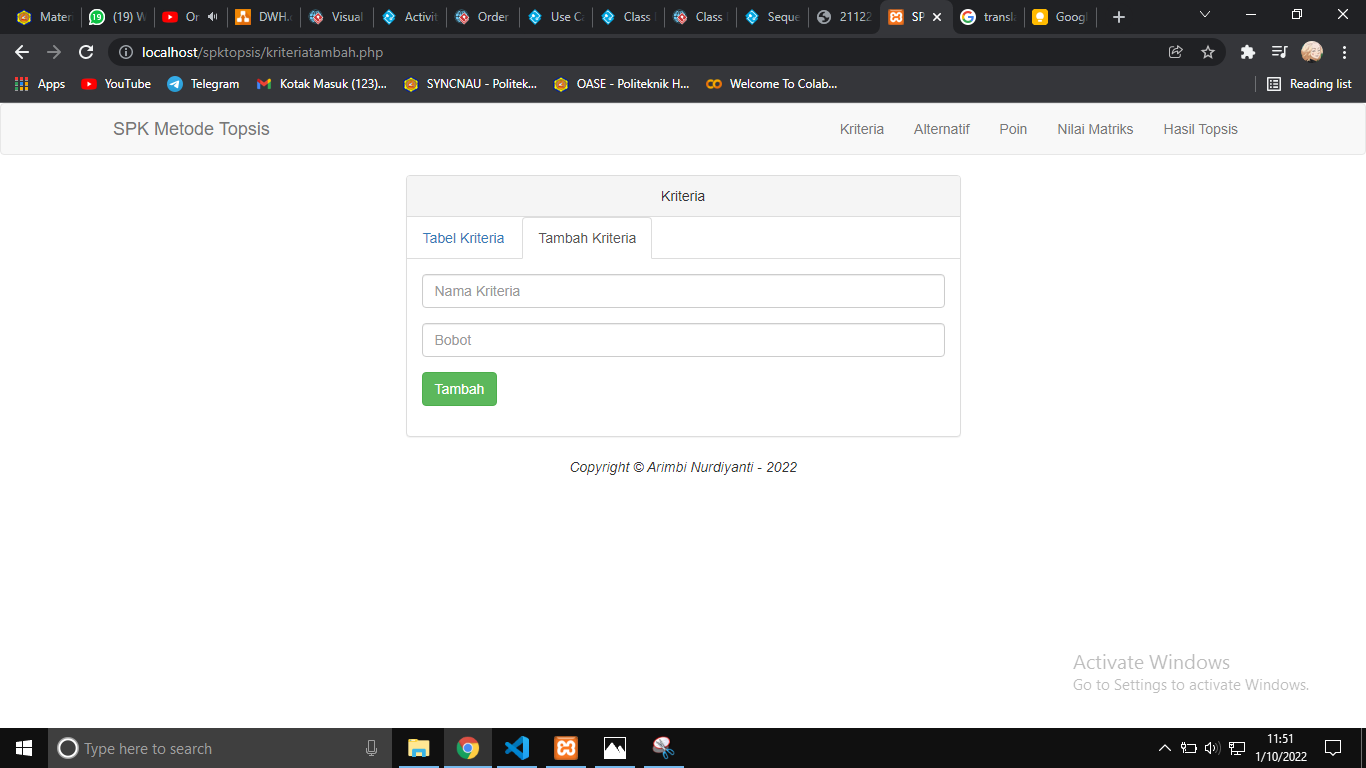 Mater
(19) W
Or
DWH.
Visual
Activit
Order
Use Ca
Class
Class
Seque
21122
SP
transl
Googl
localhost/spktopsis/kriteriatambah.php
Apps
YouTube
Telegram
Kotak Masuk (123)...
SYNCNAU - Politek...
OASE - Politeknik H...
Welcome To Colab...
Reading list
SPK Metode Topsis
Kriteria
Alternatif
Poin
Nilai Matriks
Hasil Topsis
Kriteria
Tabel Kriteria
Tambah Kriteria
Nama Kriteria
Bobot
Tambah
Copyright © Arimbi Nurdiyanti - 2022
Activate Windows
Go to Settings to activate Windows.
Type here to search
11:51
1/10/2022